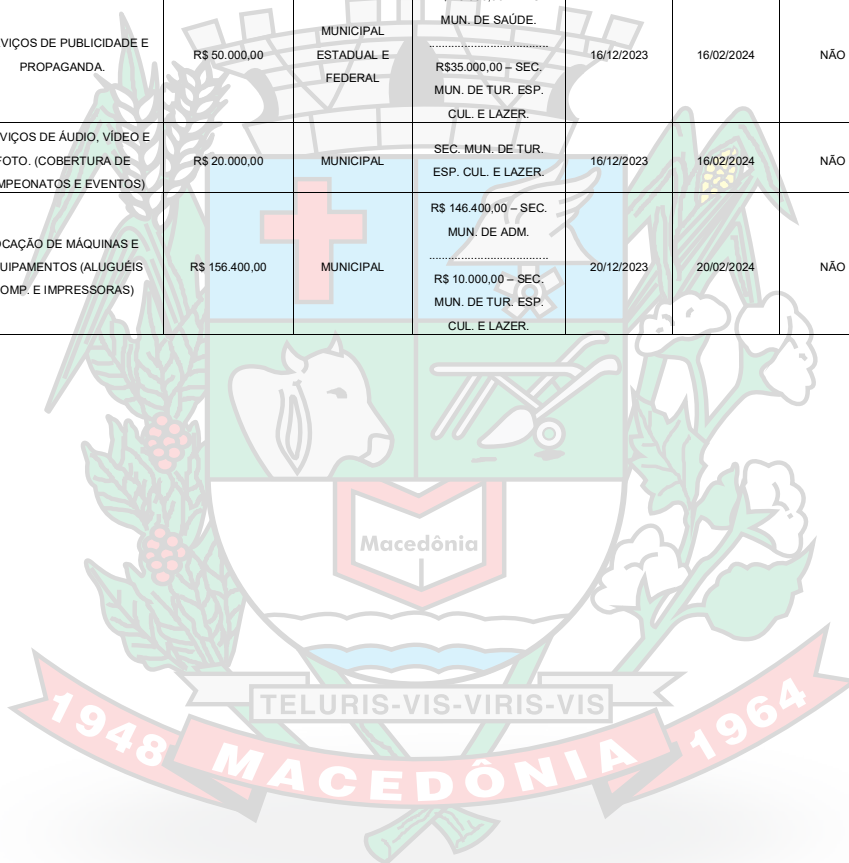 VIÇOS DE PUBLICIDADE E
PROPAGANDA.
R$ 50.000,00
MUNICIPAL
ESTADUAL E
FEDERAL
MUN. DE SAÚDE.
.....................................
R$35.000,00 – SEC.
MUN. DE TUR. ESP.
CUL. E LAZER.
16/12/2023
16/02/2024
NÃO
VIÇOS DE ÁUDIO, VÍDEO E
FOTO. (COBERTURA DE
MPEONATOS E EVENTOS)
R$ 20.000,00
MUNICIPAL
SEC. MUN. DE TUR.
ESP. CUL. E LAZER.
16/12/2023
16/02/2024
NÃO
OCAÇÃO DE MÁQUINAS E
UIPAMENTOS (ALUGUÉIS
OMP. E IMPRESSORAS)
R$ 156.400,00
MUNICIPAL
R$ 146.400,00 – SEC.
MUN. DE ADM.
.....................................
R$ 10.000,00 – SEC.
MUN. DE TUR. ESP.
CUL. E LAZER.
20/12/2023
20/02/2024
NÃO
Macedônia
TELURIS-VIS-VIRIS-VIS
1948 MACEDÔNIA 1964